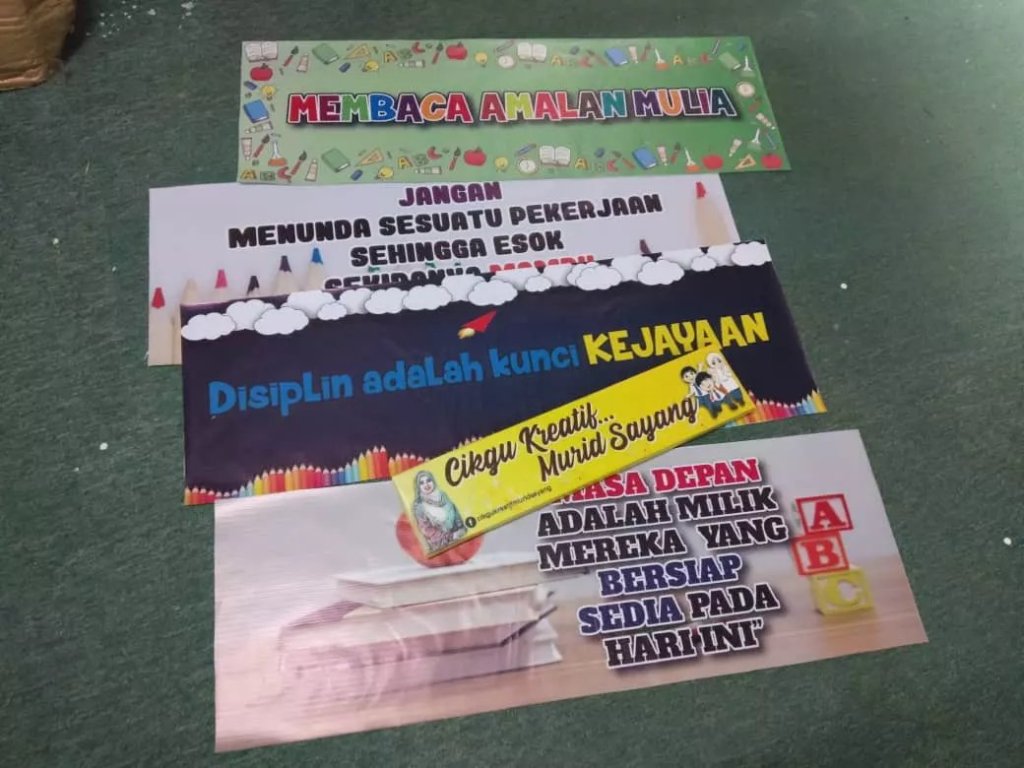 MEMBACA AMALAN MULIA
JANGAN
MENUNDA SESUATU PEKERJAAN
SEHINGGA ESOK
Disiplin adalah kunci KEJAYAAN
Cikgu Kreatif...
Murid Sayang
MASA DEPAN
ADALAH MILIK
MEREKA YANG
BERSIAP
SEDIA PADA
HARI INI"
A
B
C